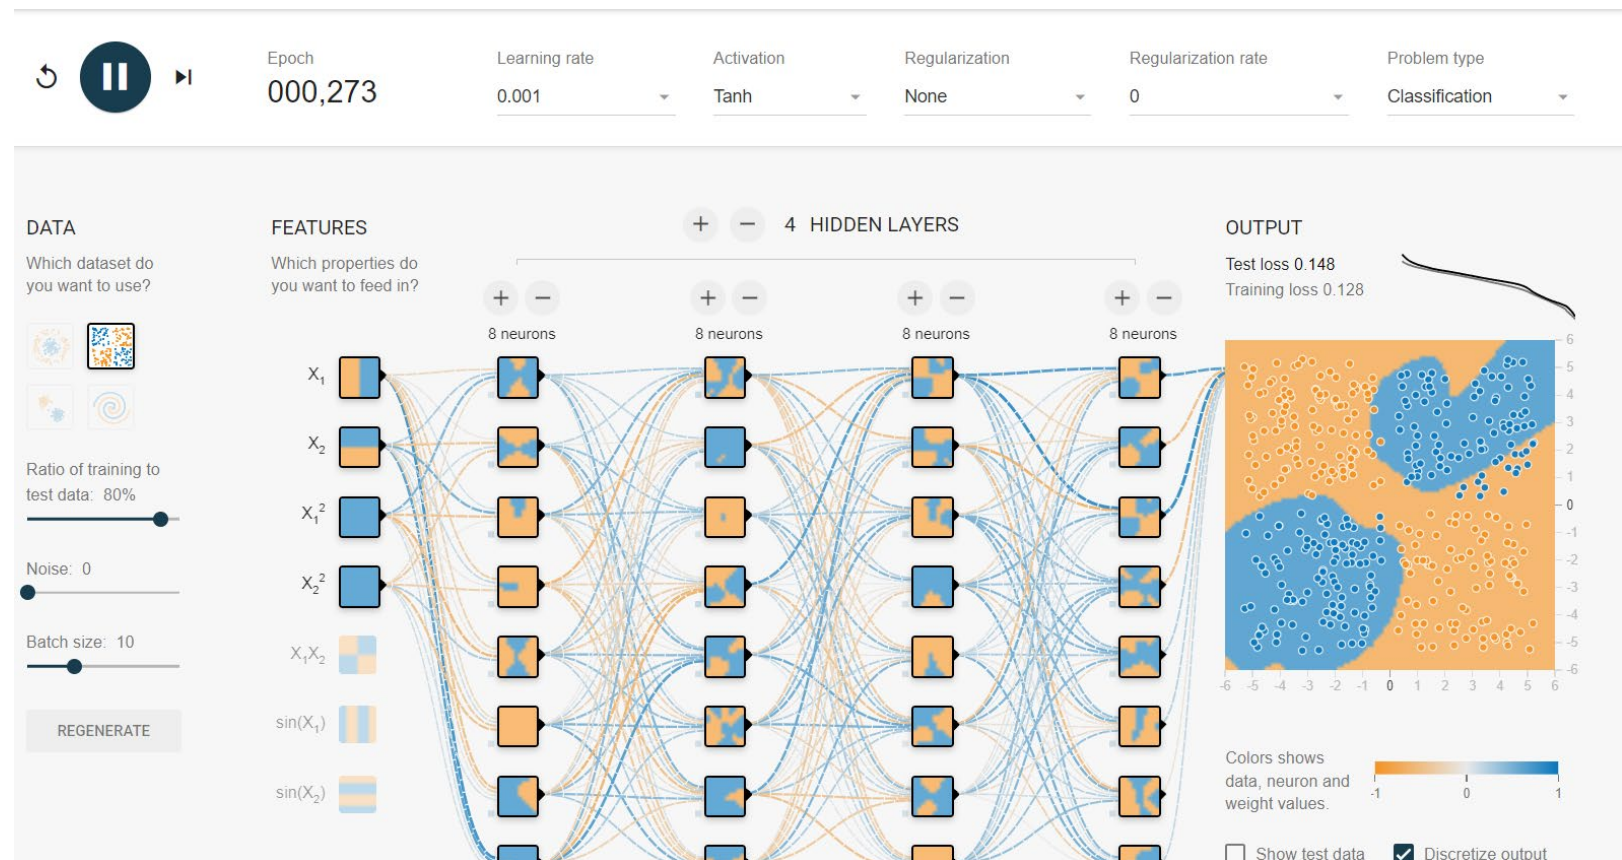 Epoch
000,273
Learning rate
0.001
Activation
Tanh
Regularization
None
Regularization rate
0
Problem type
Classification
DATA
Which dataset do
you want to use?
Ratio of training to
test data: 80%
Noise: 0
Batch size: 10
REGENERATE
FEATURES
Which properties do
you want to feed in?
X₁
X₂
X₁²
X₂²
X₁X₂
sin(X₁)
sin(X₂)
+ − 4 HIDDEN LAYERS
+ − + − + − + −
8 neurons 8 neurons 8 neurons 8 neurons
OUTPUT
Test loss 0.148
Training loss 0.128
6
5
4
3
2
1
0
-1
-2
-3
-4
-5
-6
-6 -5 -4 -3 -2 -1 0 1 2 3 4 5 6
Colors shows
data, neuron and
weight values.
-1 0 1
Show test data
Discretize output